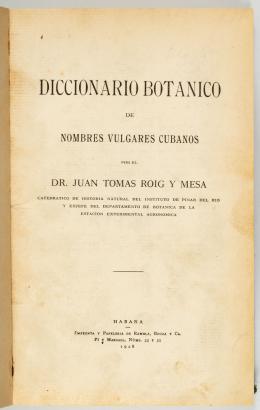 DICCIONARIO BOTANICO
DE
NOMBRES VULGARES CUBANOS
POR EL
DR. JUAN TOMAS ROIG Y MESA
CATEDRATICO DE HISTORIA NATURAL DEL INSTITUTO DE PINAR DEL RIO
Y EXJEFE DEL DEPARTAMENTO DE BOTANICA DE LA
ESTACION EXPERIMENTAL AGRONOMICA
HABANA
IMPRENTA Y PAPELERIA DE RAMBLA, BOUZA Y CA.
PI Y MARGALL NÚMS. 33 Y 35
1928